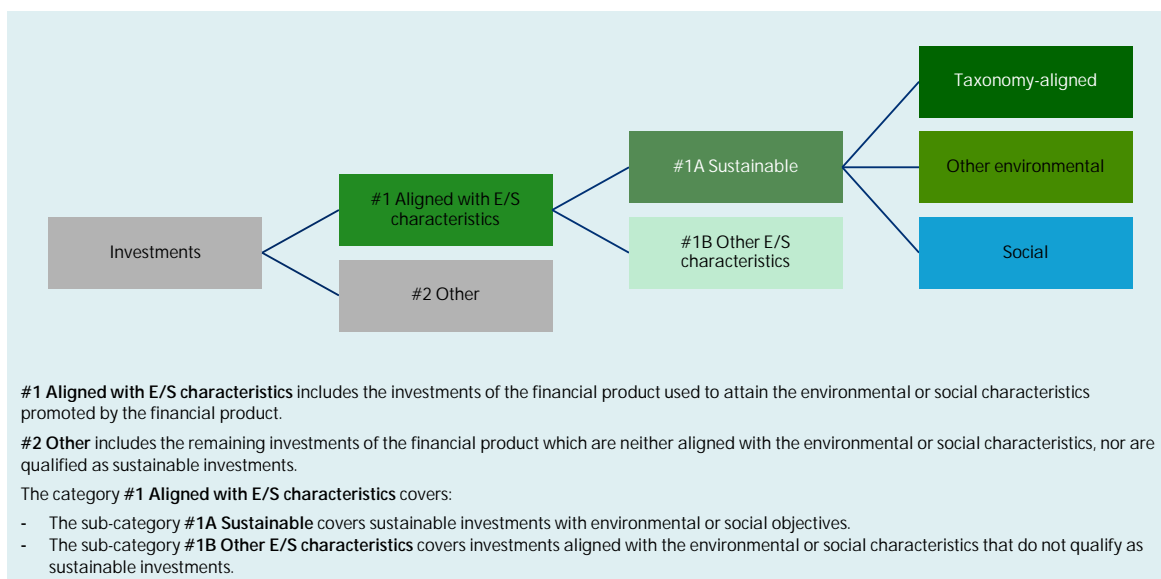 Taxonomy-aligned
#1A Sustainable
Other environmental
#1 Aligned with E/S
characteristics
#1B Other E/S
characteristics
Investments
Social
#2 Other
#1 Aligned with E/S characteristics includes the investments of the financial product used to attain the environmental or social characteristics
promoted by the financial product.
#2 Other includes the remaining investments of the financial product which are neither aligned with the environmental or social characteristics, nor are
qualified as sustainable investments.
The category #1 Aligned with E/S characteristics covers:
- The sub-category #1A Sustainable covers sustainable investments with environmental or social objectives.
- The sub-category #1B Other E/S characteristics covers investments aligned with the environmental or social characteristics that do not qualify as
sustainable investments.